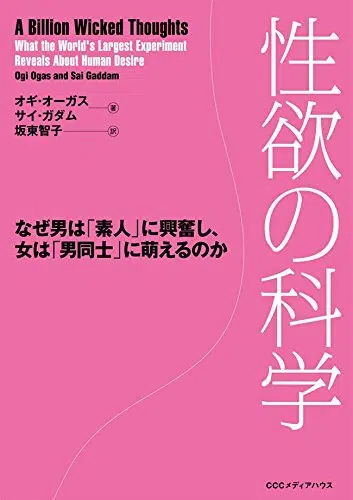 A Billion Wicked Thoughts
What the World's Largest Experiment
Reveals About Human Desire
Ogi Ogas and Sai Gaddam
オギ・オーガス
サイ・ガダム 著
坂東智子 訳
性欲の科学
なぜ男は「素人」に興奮し、
女は「男同士」に萌えるのか
CCCメディアハウス